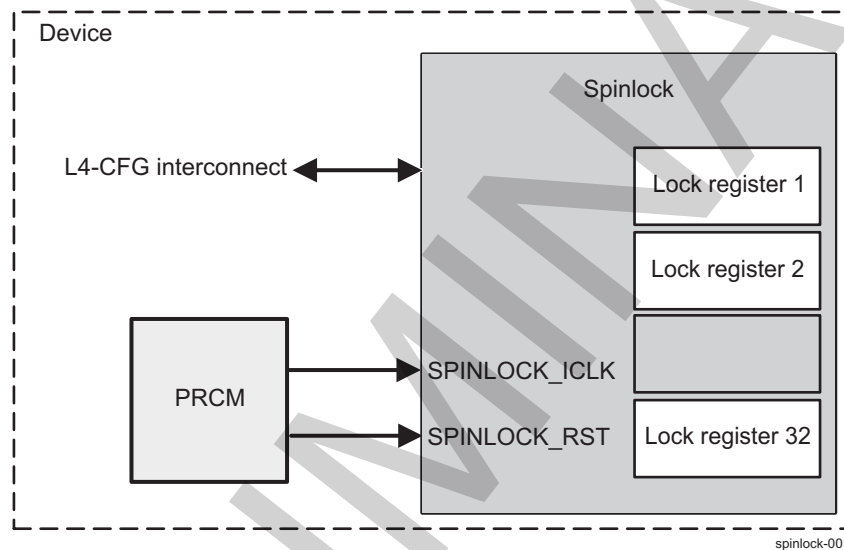 Device
Spinlock
L4-CFG interconnect
Lock register 1
Lock register 2
SPINLOCK_ICLK
PRCM
SPINLOCK_RST
Lock register 32
spinlock-00